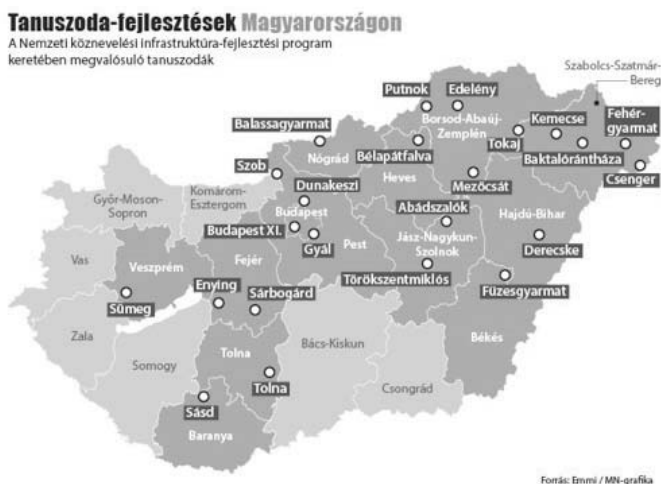 Tanuszoda-fejlesztések Magyarországon
A Nemzeti köznevelési infrastruktúra-fejlesztési program
keretében megvalósuló tanuszodák
Szabolcs-Szatmár-
Bereg
Putnok
Edelény
Borsod-Abaúj-
Zemplén
Kemecse
Fehér-
gyarmat
Balassagyarmat
Tokaj
Nógrád
Bélapátfalva
Baktalórántháza
Szob
Heves
Mezőcsát
Csenger
Dunakeszi
Győr-Moson-
Sopron
Komárom-
Esztergom
Budapest
Abádszalók
Hajdú-Bihar
Budapest XI.
Gyál
Pest
Jász-Nagykun-
Szolnok
Derecske
Vas
Veszprém
Fejér
Enying
Sárbogárd
Törökszentmiklós
Füzesgyarmat
Sümeg
Zala
Somogy
Tolna
Bács-Kiskun
Békés
Csongrád
Tolna
Sásd
Baranya
Forrás: Emmi / MN-grafika